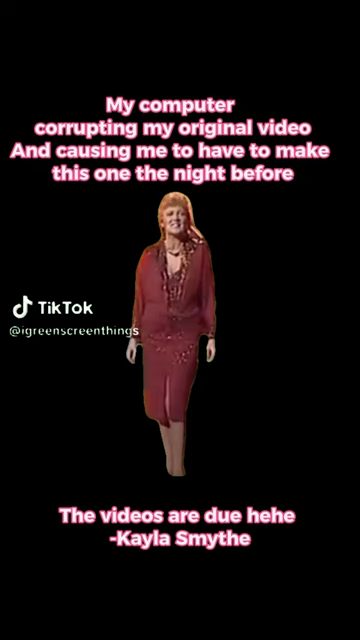 My computer
corrupting my original video
And causing me to have to make
this one the night before
TikTok
@igreenscreenthings
The videos are due hehe
-Kayla Smythe